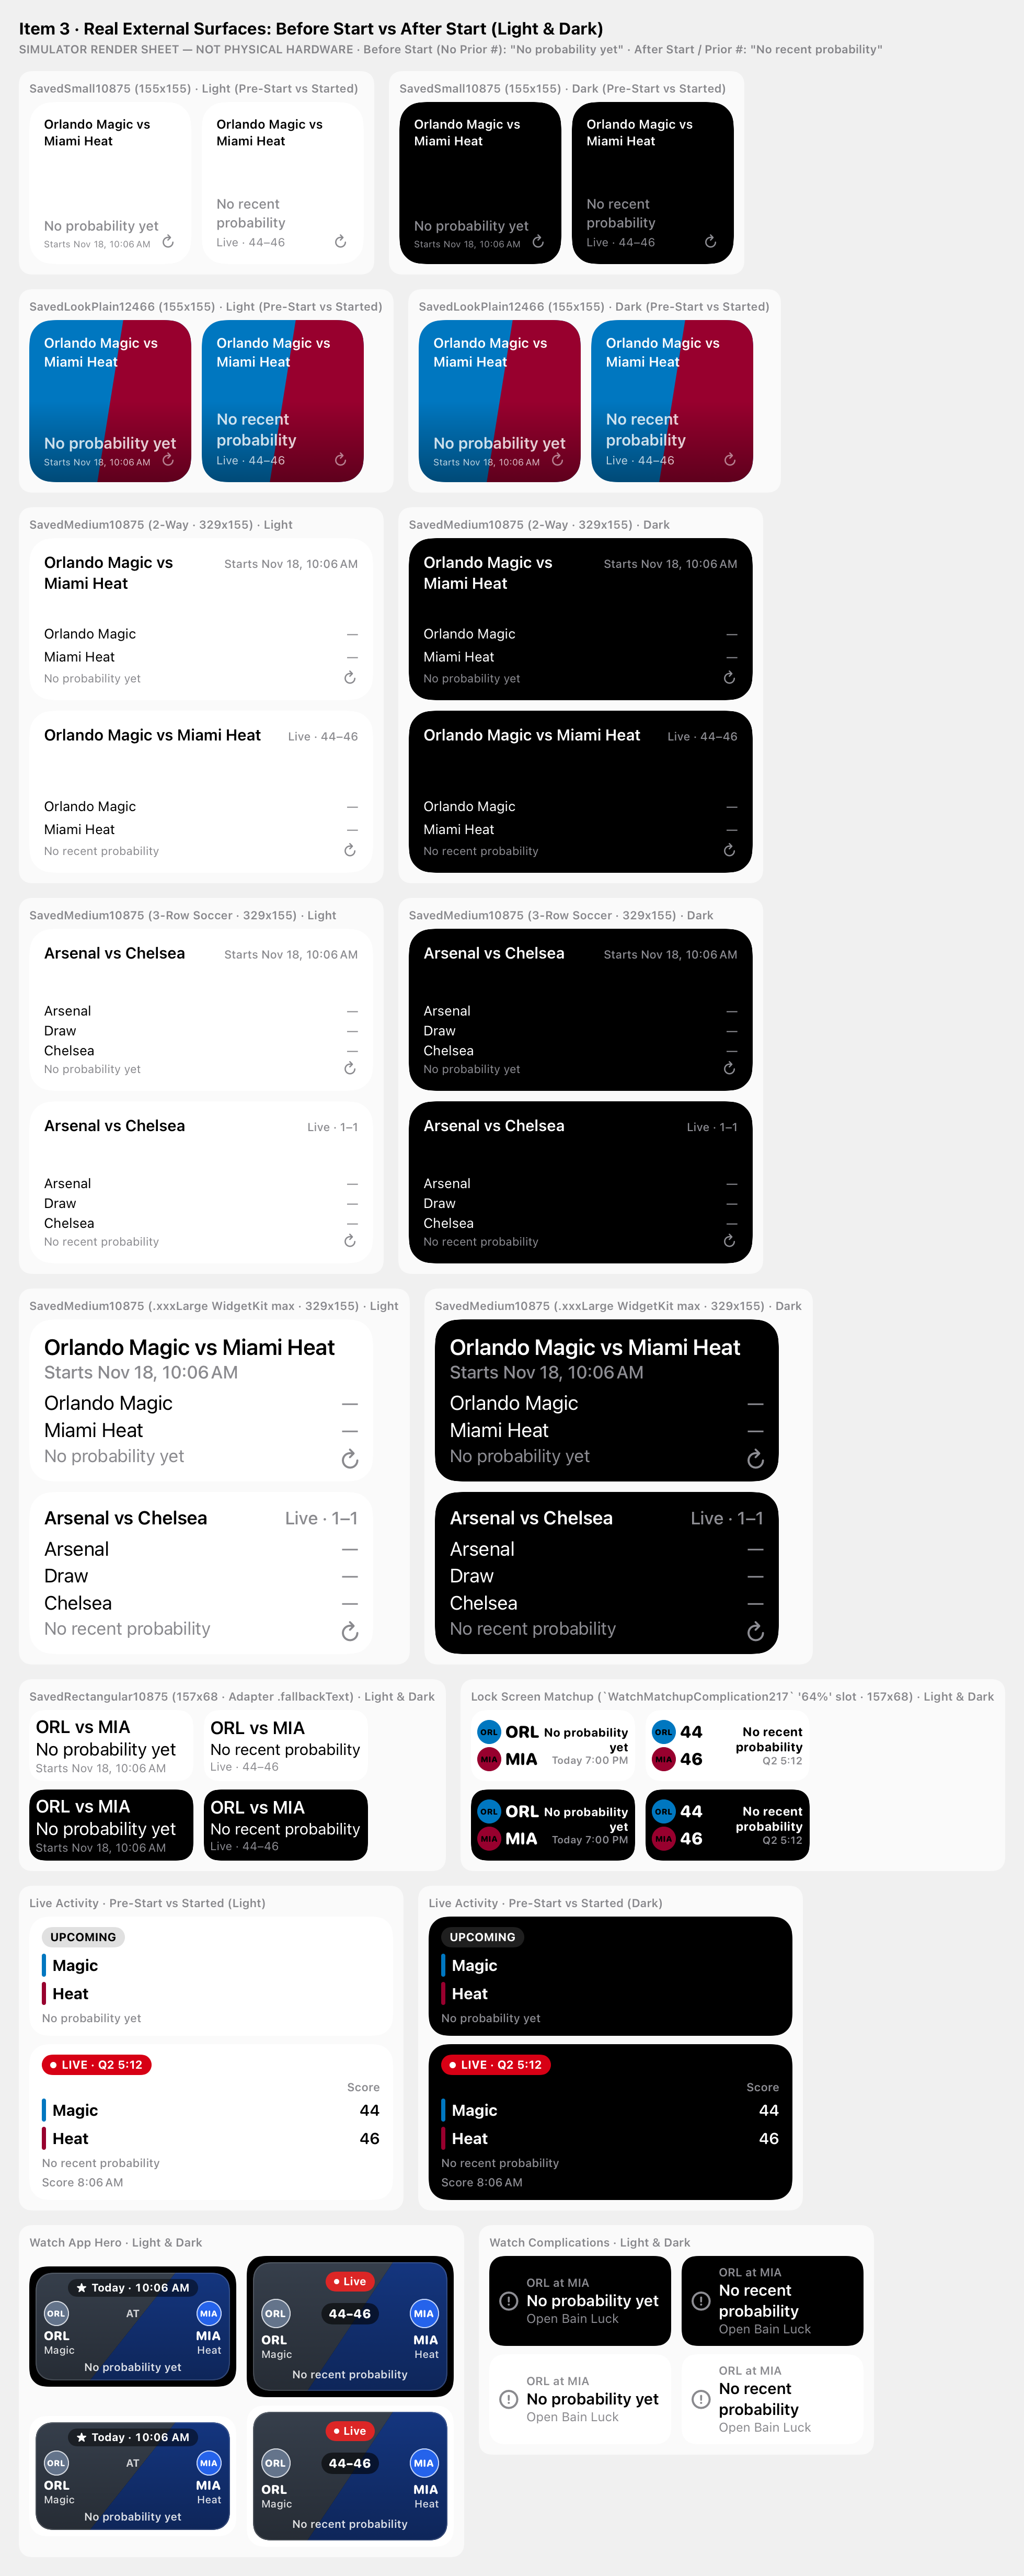 Item 3 · Real External Surfaces: Before Start vs After Start (Light & Dark)
SIMULATOR RENDER SHEET — NOT PHYSICAL HARDWARE · Before Start (No Prior #): "No probability yet" · After Start / Prior #: "No recent probability"
SavedSmall10875 (155x155) · Light (Pre-Start vs Started)
Orlando Magic vs
Miami Heat
No probability yet
Starts Nov 18, 10:06 AM
Orlando Magic vs
Miami Heat
No recent
probability
Live · 44–46
SavedSmall10875 (155x155) · Dark (Pre-Start vs Started)
Orlando Magic vs
Miami Heat
No probability yet
Starts Nov 18, 10:06 AM
Orlando Magic vs
Miami Heat
No recent
probability
Live · 44–46
SavedLookPlain12466 (155x155) · Light (Pre-Start vs Started)
Orlando Magic vs
Miami Heat
No probability yet
Starts Nov 18, 10:06 AM
Orlando Magic vs
Miami Heat
No recent
probability
Live · 44–46
SavedLookPlain12466 (155x155) · Dark (Pre-Start vs Started)
Orlando Magic vs
Miami Heat
No probability yet
Starts Nov 18, 10:06 AM
Orlando Magic vs
Miami Heat
No recent
probability
Live · 44–46
SavedMedium10875 (2-Way · 329x155) · Light
Orlando Magic vs
Miami Heat
Starts Nov 18, 10:06 AM
Orlando Magic —
Miami Heat —
No probability yet
Orlando Magic vs Miami Heat Live · 44–46
Orlando Magic —
Miami Heat —
No recent probability
SavedMedium10875 (2-Way · 329x155) · Dark
Orlando Magic vs
Miami Heat
Starts Nov 18, 10:06 AM
Orlando Magic —
Miami Heat —
No probability yet
Orlando Magic vs Miami Heat Live · 44–46
Orlando Magic —
Miami Heat —
No recent probability
SavedMedium10875 (3-Row Soccer · 329x155) · Light
Arsenal vs Chelsea Starts Nov 18, 10:06 AM
Arsenal —
Draw —
Chelsea —
No probability yet
Arsenal vs Chelsea Live · 1–1
Arsenal —
Draw —
Chelsea —
No recent probability
SavedMedium10875 (3-Row Soccer · 329x155) · Dark
Arsenal vs Chelsea Starts Nov 18, 10:06 AM
Arsenal —
Draw —
Chelsea —
No probability yet
Arsenal vs Chelsea Live · 1–1
Arsenal —
Draw —
Chelsea —
No recent probability
SavedMedium10875 (.xxxLarge WidgetKit max · 329x155) · Light
Orlando Magic vs Miami Heat
Starts Nov 18, 10:06 AM
Orlando Magic —
Miami Heat —
No probability yet
Arsenal vs Chelsea Live · 1–1
Arsenal —
Draw —
Chelsea —
No recent probability
SavedMedium10875 (.xxxLarge WidgetKit max · 329x155) · Dark
Orlando Magic vs Miami Heat
Starts Nov 18, 10:06 AM
Orlando Magic —
Miami Heat —
No probability yet
Arsenal vs Chelsea Live · 1–1
Arsenal —
Draw —
Chelsea —
No recent probability
SavedRectangular10875 (157x68 · Adapter .fallbackText) · Light & Dark
ORL vs MIA
No probability yet
Starts Nov 18, 10:06 AM
ORL vs MIA
No recent probability
Live · 44–46
ORL vs MIA
No probability yet
Starts Nov 18, 10:06 AM
ORL vs MIA
No recent probability
Live · 44–46
Lock Screen Matchup (`WatchMatchupComplication217` '64%' slot · 157x68) · Light & Dark
ORL ORL No probability
yet
MIA MIA Today 7:00 PM
ORL 44 No recent
probability
MIA 46 Q2 5:12
ORL ORL No probability
yet
MIA MIA Today 7:00 PM
ORL 44 No recent
probability
MIA 46 Q2 5:12
Live Activity · Pre-Start vs Started (Light)
UPCOMING
Magic
Heat
No probability yet
LIVE · Q2 5:12
Score
Magic 44
Heat 46
No recent probability
Score 8:06 AM
Live Activity · Pre-Start vs Started (Dark)
UPCOMING
Magic
Heat
No probability yet
LIVE · Q2 5:12
Score
Magic 44
Heat 46
No recent probability
Score 8:06 AM
Watch App Hero · Light & Dark
★ Today · 10:06 AM
ORL AT MIA
ORL MIA
Magic Heat
No probability yet
Live
ORL 44–46 MIA
ORL MIA
Magic Heat
No recent probability
★ Today · 10:06 AM
ORL AT MIA
ORL MIA
Magic Heat
No probability yet
Live
ORL 44–46 MIA
ORL MIA
Magic Heat
No recent probability
Watch Complications · Light & Dark
ORL at MIA
No probability yet
Open Bain Luck
ORL at MIA
No recent
probability
Open Bain Luck
ORL at MIA
No probability yet
Open Bain Luck
ORL at MIA
No recent
probability
Open Bain Luck